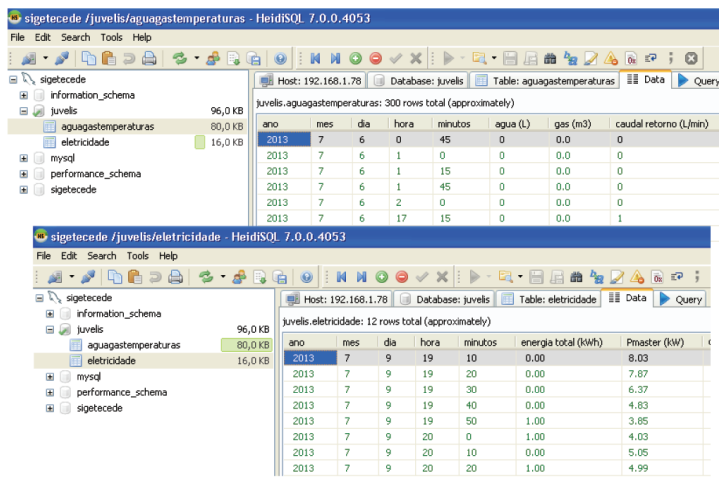 sigetecede /juvelis/aguagastemperaturas - HeidiSQL 7.0.0.4053
File Edit Search Tools Help
sigetecede
information_schema
juvelis 96,0 KB
aguagastemperaturas 80,0 KB
eletricidade 16,0 KB
mysql
performance_schema
sigetecede
Host: 192.168.1.78 Database: juvelis Table: aguagastemperaturas Data Query
juvelis.aguagastemperaturas: 300 rows total (approximately)
ano mes dia hora minutos agua (L) gas (m3) caudal retorno (L/min)
2013 7 6 0 45 0 0.0 0
2013 7 6 1 0 0 0.0 0
2013 7 6 1 15 0 0.0 0
2013 7 6 1 45 0 0.0 0
2013 7 6 2 0 0 0.0 0
2013 7 6 17 15 0 0.0 1
sigetecede /juvelis/eletricidade - HeidiSQL 7.0.0.4053
File Edit Search Tools Help
sigetecede
information_schema
juvelis 96,0 KB
aguagastemperaturas 80,0 KB
eletricidade 16,0 KB
mysql
performance_schema
sigetecede
Host: 192.168.1.78 Database: juvelis Table: eletricidade Data Query
juvelis.eletricidade: 12 rows total (approximately)
ano mes dia hora minutos energia total (kWh) Pmaster (kW)
2013 7 9 19 10 0.00 8.03
2013 7 9 19 20 0.00 7.87
2013 7 9 19 30 0.00 6.37
2013 7 9 19 40 0.00 4.83
2013 7 9 19 50 1.00 3.85
2013 7 9 20 0 1.00 4.03
2013 7 9 20 10 0.00 5.05
2013 7 9 20 20 1.00 4.99